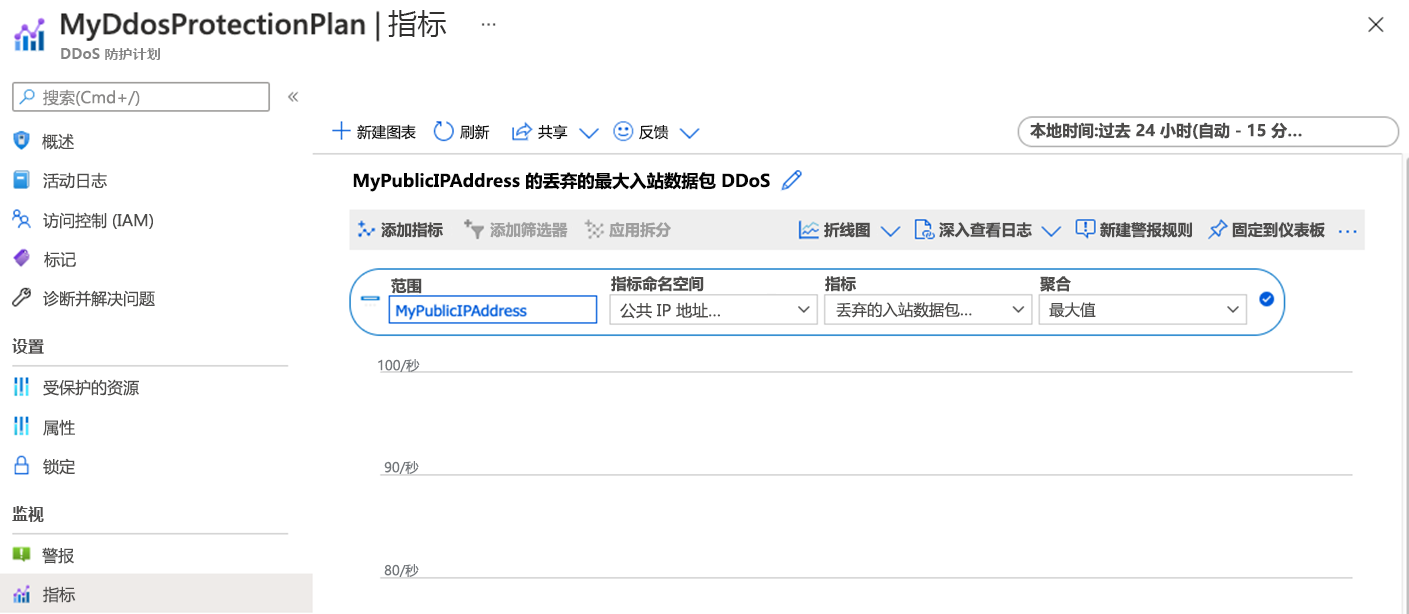 MyDdosProtectionPlan | 指标 ...
DDoS 防护计划
搜索(Cmd+/)
«
概述
活动日志
访问控制 (IAM)
标记
诊断并解决问题
设置
受保护的资源
属性
锁定
监视
警报
指标
新建图表 刷新 共享 反馈
本地时间:过去 24 小时(自动 - 15 分...
MyPublicIPAddress 的丢弃的最大入站数据包 DDoS
添加指标 添加筛选器 应用拆分 折线图 深入查看日志 新建警报规则 固定到仪表板 ...
范围 指标命名空间 指标 聚合
MyPublicIPAddress 公共 IP 地址... 丢弃的入站数据包... 最大值
100/秒
90/秒
80/秒